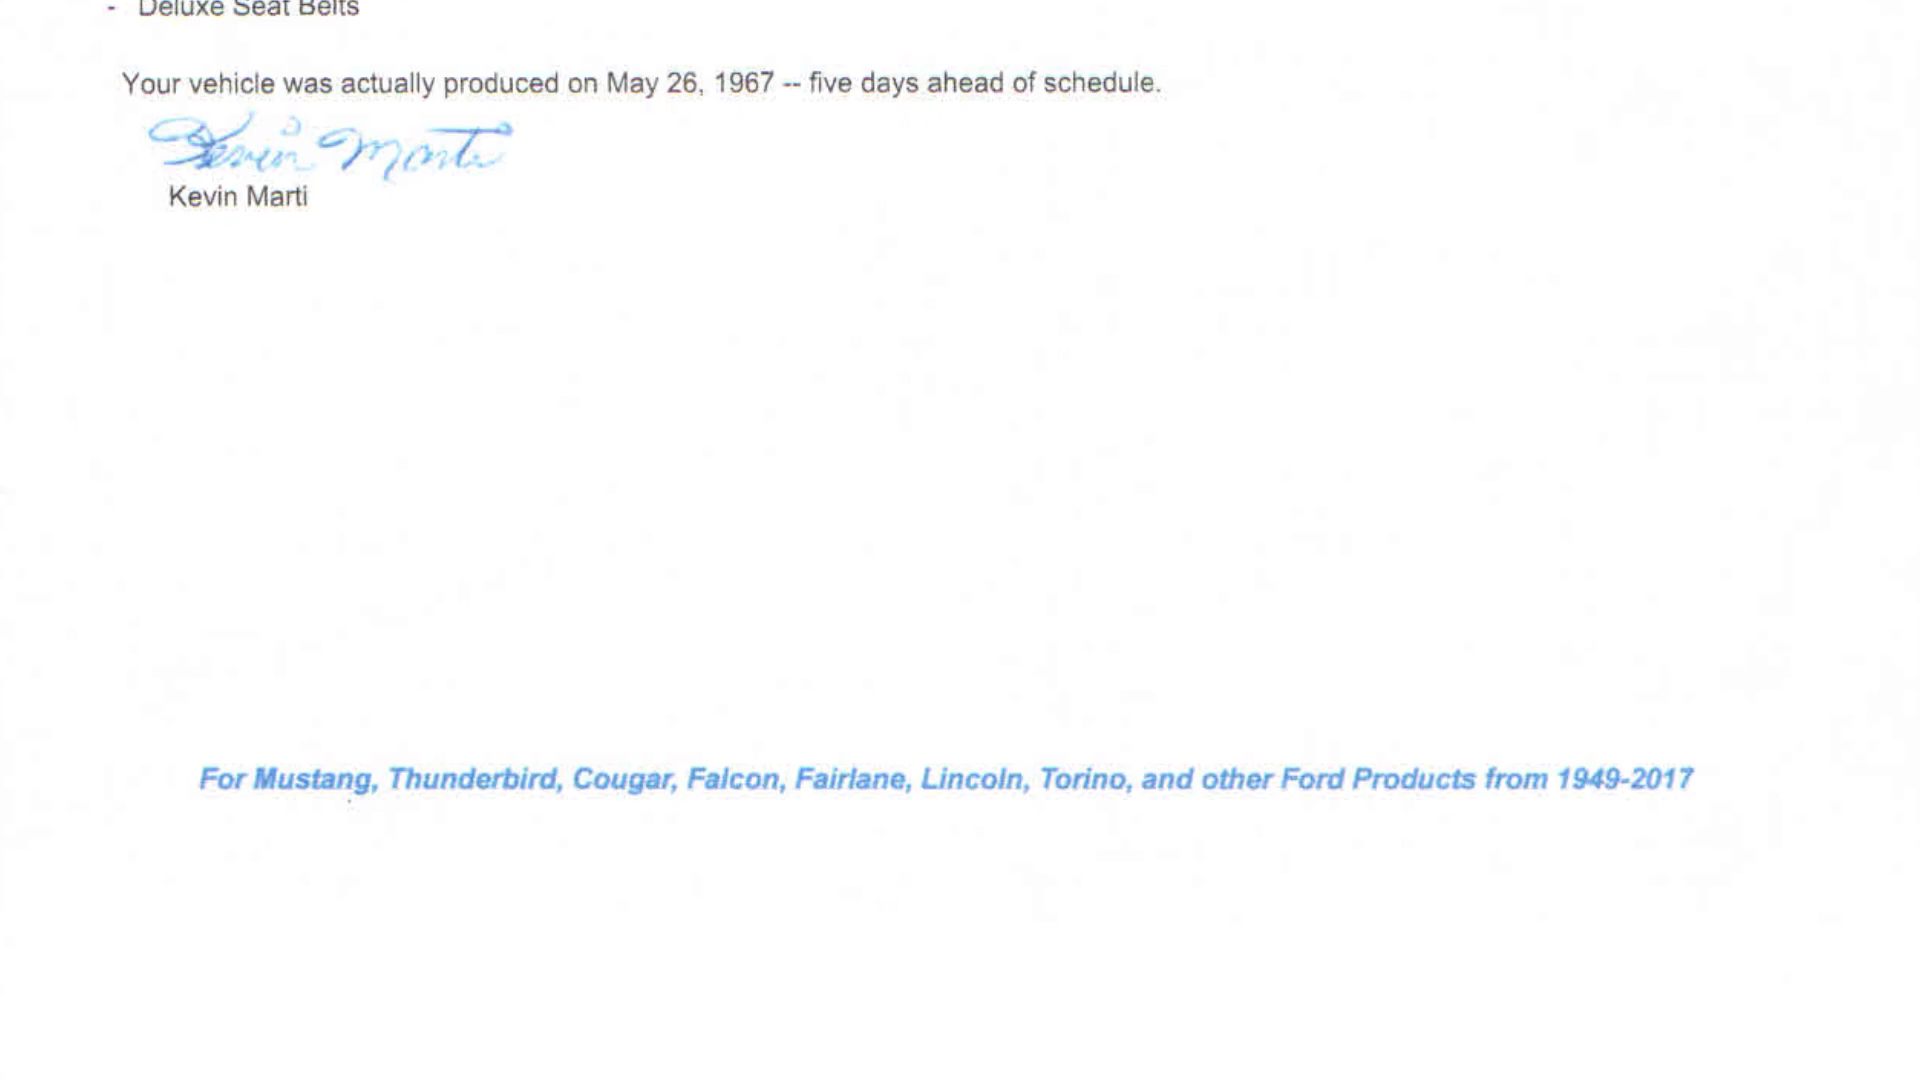 - Deluxe Seat Belts
Your vehicle was actually produced on May 26, 1967 -- five days ahead of schedule.
Kevin Marti
Kevin Marti
For Mustang, Thunderbird, Cougar, Falcon, Fairlane, Lincoln, Torino, and other Ford Products from 1949-2017